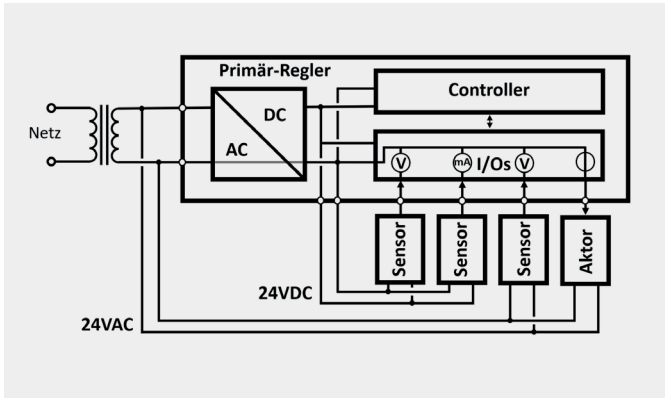 Primär-Regler
Controller
DC
AC
Netz
V
mA
I/Os
V
Sensor
Sensor
Sensor
Aktor
24VDC
24VAC